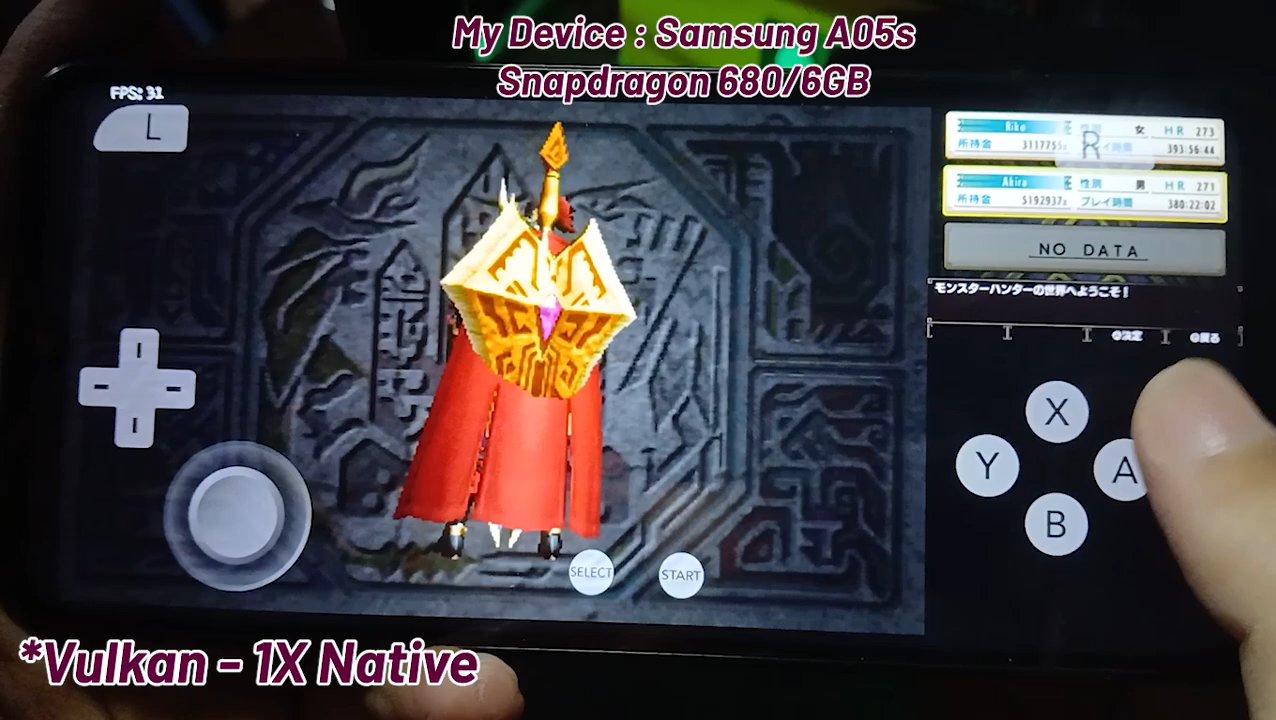 My Device : Samsung A05s
Snapdragon 680/6GB
FPS: 31
L
R
Riko
女
HR 273
所持金
393:56:44
Akira
性別 男
HR 271
所持金 5192937z
プレイ時間 380:22:02
NO DATA
モンスターハンターの世界へようこそ!
決定
戻る
X
Y
A
B
SELECT
START
*Vulkan - 1X Native